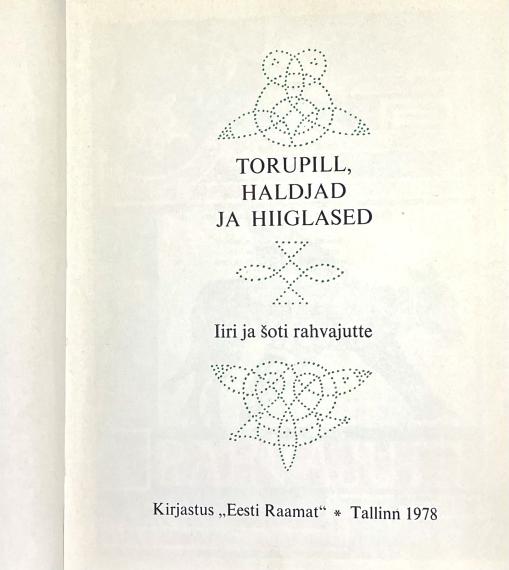 TORUPILL,
HALDJAD
JA HIIGLASED
Iiri ja šoti rahvajutte
Kirjastus „Eesti Raamat“ * Tallinn 1978